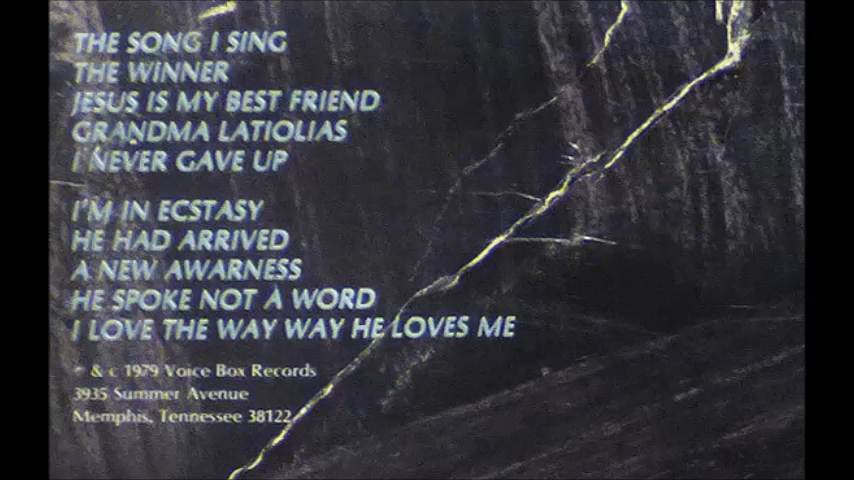 THE SONG I SING
THE WINNER
JESUS IS MY BEST FRIEND
GRANDMA LATIOLIAS
I NEVER GAVE UP
I'M IN ECSTASY
HE HAD ARRIVED
A NEW AWARNESS
HE SPOKE NOT A WORD
I LOVE THE WAY WAY HE LOVES ME
& c 1979 Voice Box Records
3935 Summer Avenue
Memphis, Tennessee 38122